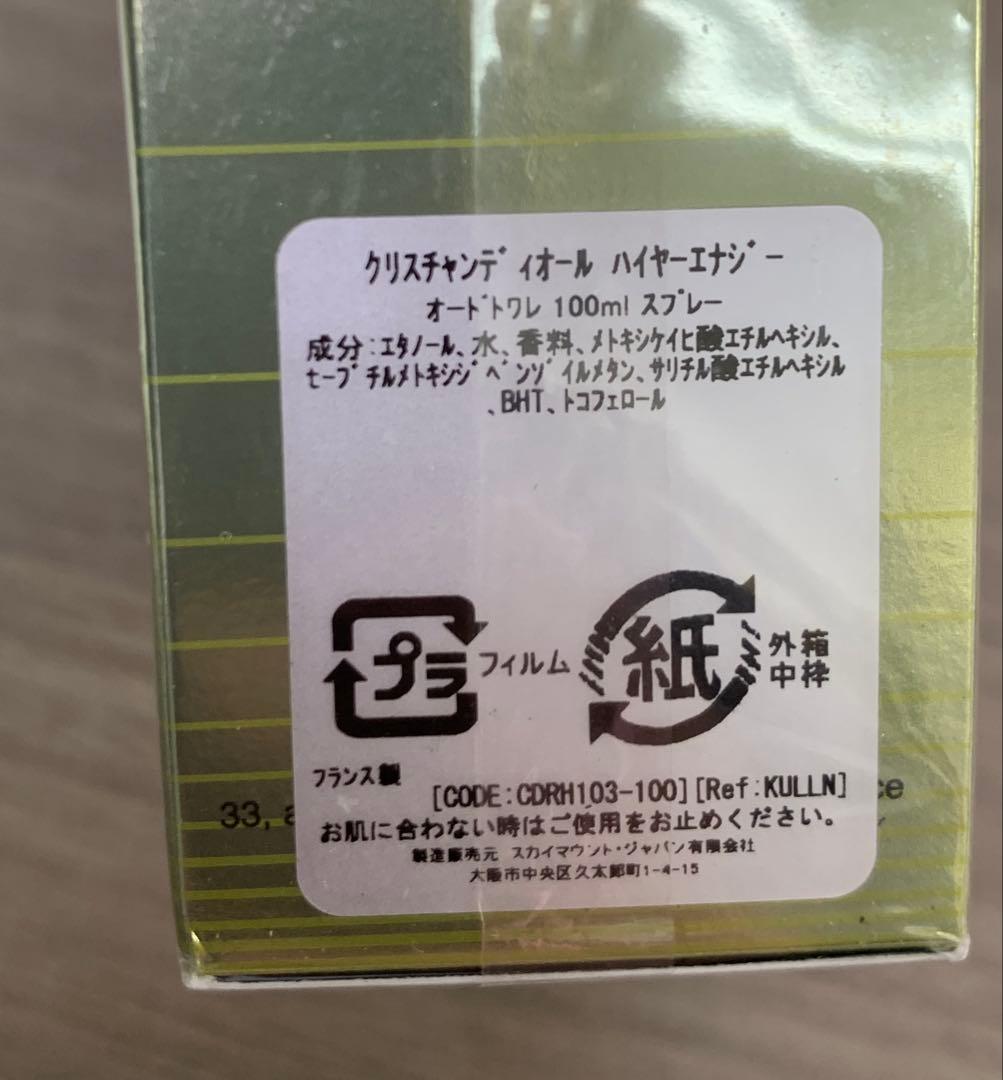 クリスチャンディオール ハイヤーエナジー
オードトワレ 100ml スプレー
成分:エタノール、水、香料、メトキシケイヒ酸エチルヘキシル、
t-ブチルメトキシジベンゾイルメタン、サリチル酸エチルヘキシル
、BHT、トコフェロール
プラ フィルム 紙 外箱
中枠
フランス製
[CODE:CDRH103-100][Ref:KULLN]
33,
お肌に合わない時はご使用をお止めください。
製造販売元 スカイマウント・ジャパン有限会社
大阪市中央区久太郎町1-4-15